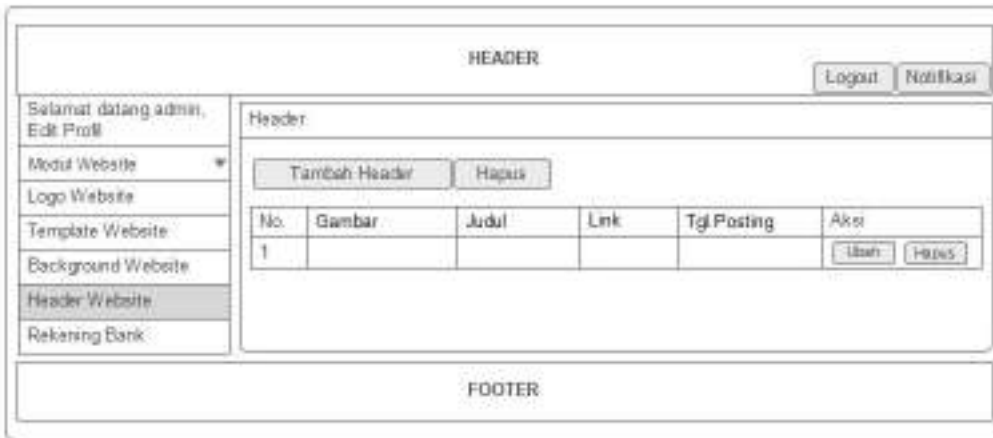 HEADER
Logout Notifikasi
Selamat datang admin,
Edit Profil
Modul Website
Logo Website
Template Website
Background Website
Header Website
Rekening Bank
Header
Tambah Header Hapus
No. Gambar Judul Link Tgl Posting Aksi
1 Ubah Hapus
FOOTER